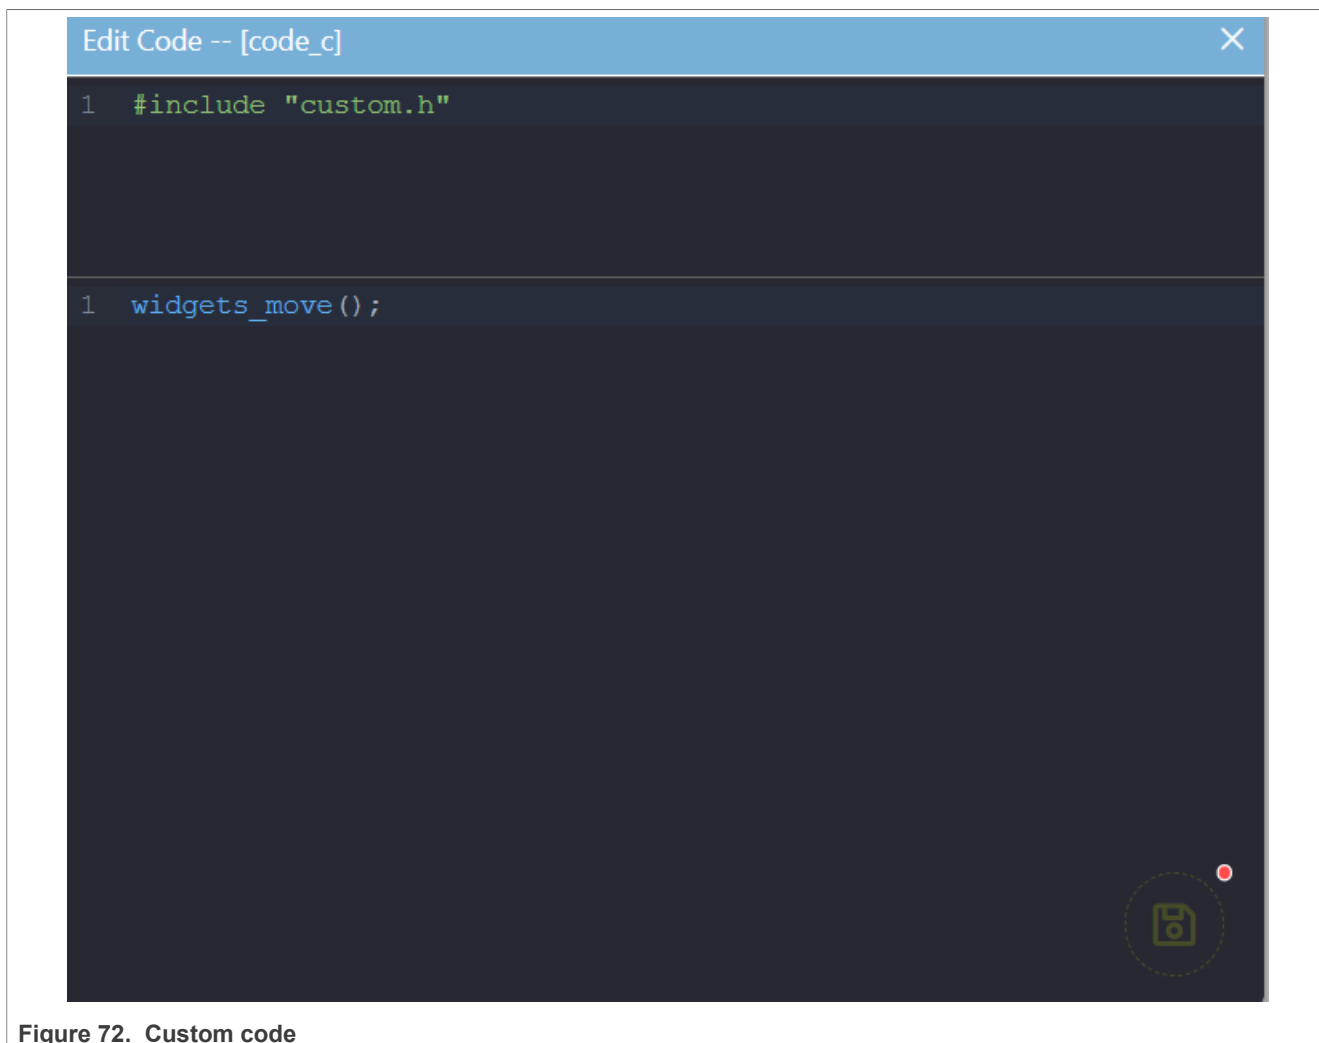 Edit Code -- [code_c]
1 #include "custom.h"
1 widgets_move();
Figure 72. Custom code